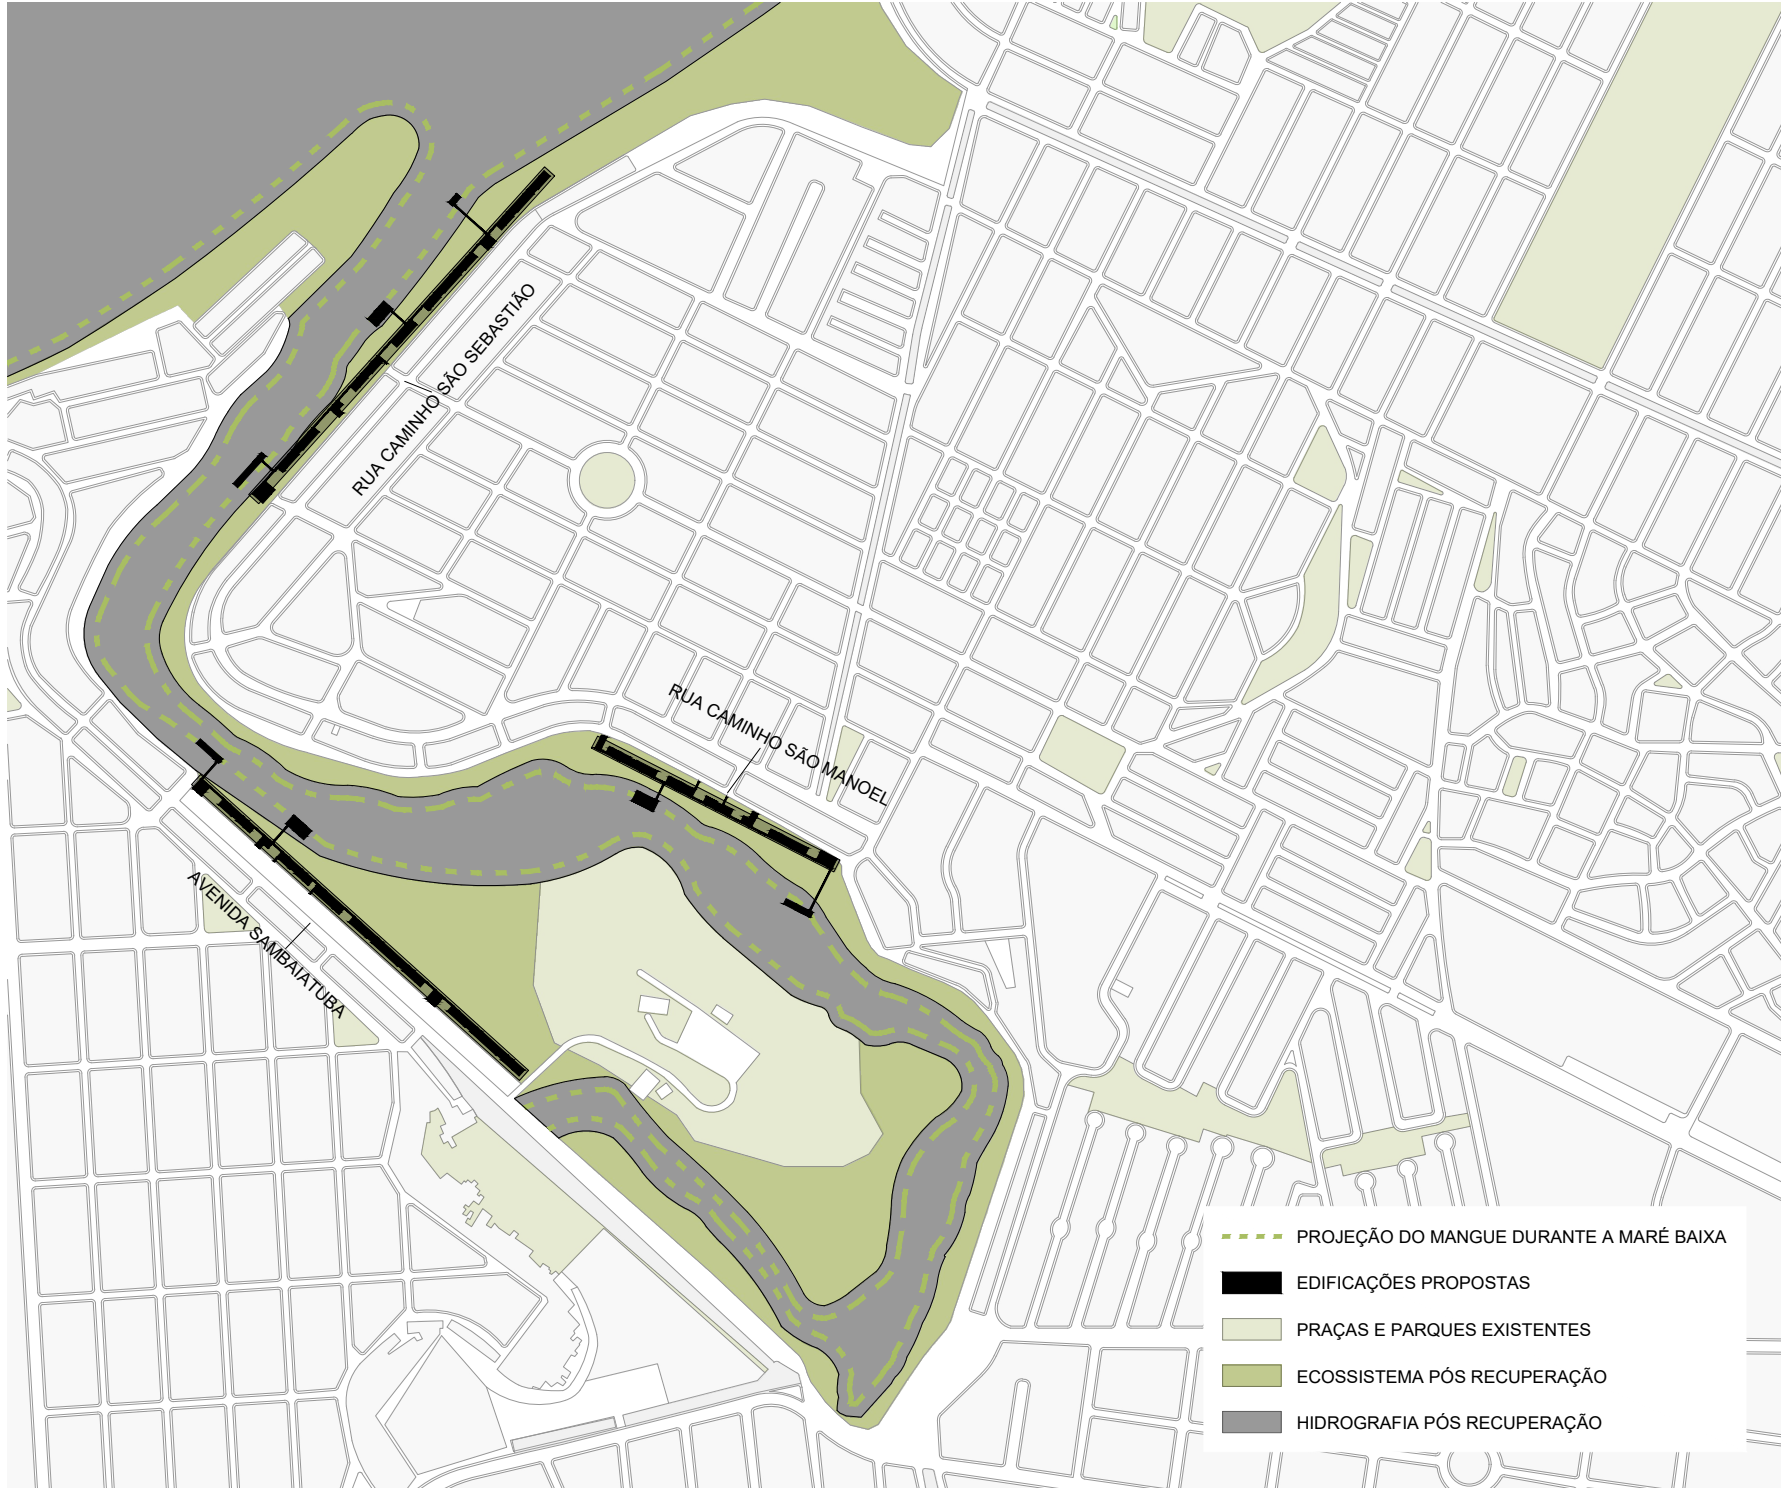 RUA CAMINHO SÃO SEBASTIÃO
RUA CAMINHO SÃO MANOEL
AVENIDA SAMBAIATUBA
PROJEÇÃO DO MANGUE DURANTE A MARÉ BAIXA
EDIFICAÇÕES PROPOSTAS
PRAÇAS E PARQUES EXISTENTES
ECOSSISTEMA PÓS RECUPERAÇÃO
HIDROGRAFIA PÓS RECUPERAÇÃO